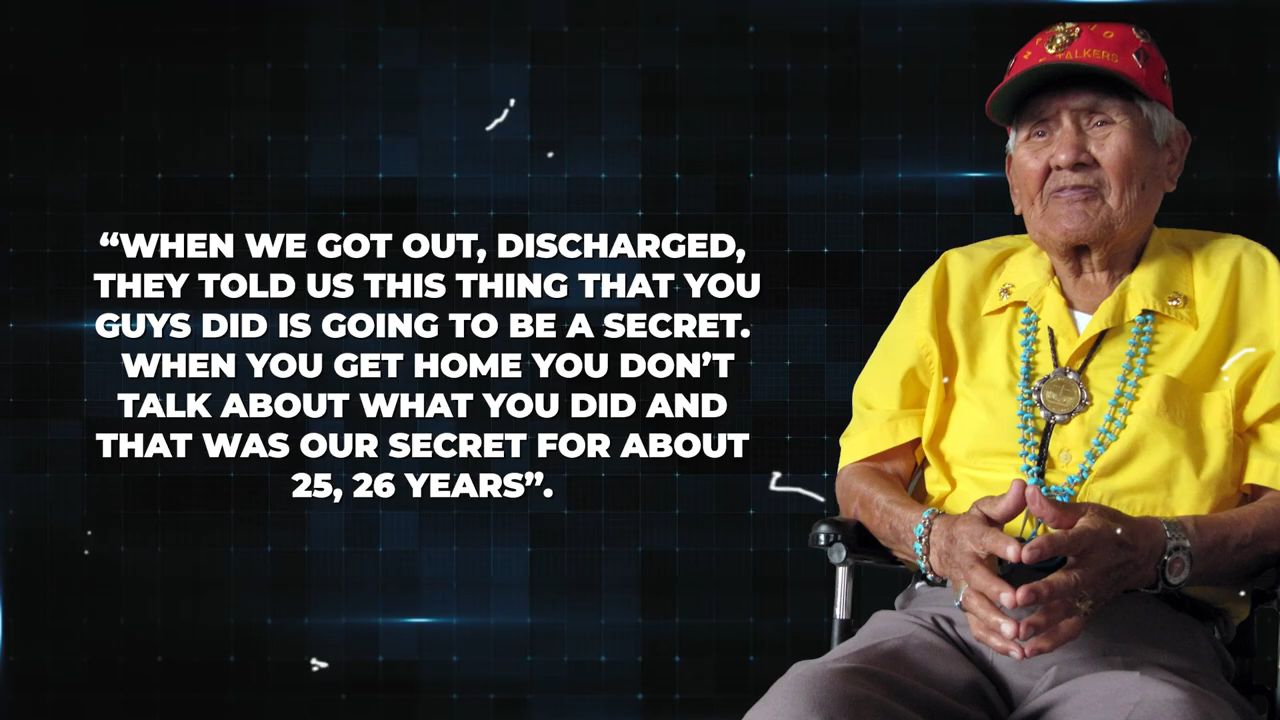 “WHEN WE GOT OUT, DISCHARGED,
THEY TOLD US THIS THING THAT YOU
GUYS DID IS GOING TO BE A SECRET.
WHEN YOU GET HOME YOU DON’T
TALK ABOUT WHAT YOU DID AND
THAT WAS OUR SECRET FOR ABOUT
25, 26 YEARS”.
TALKERS